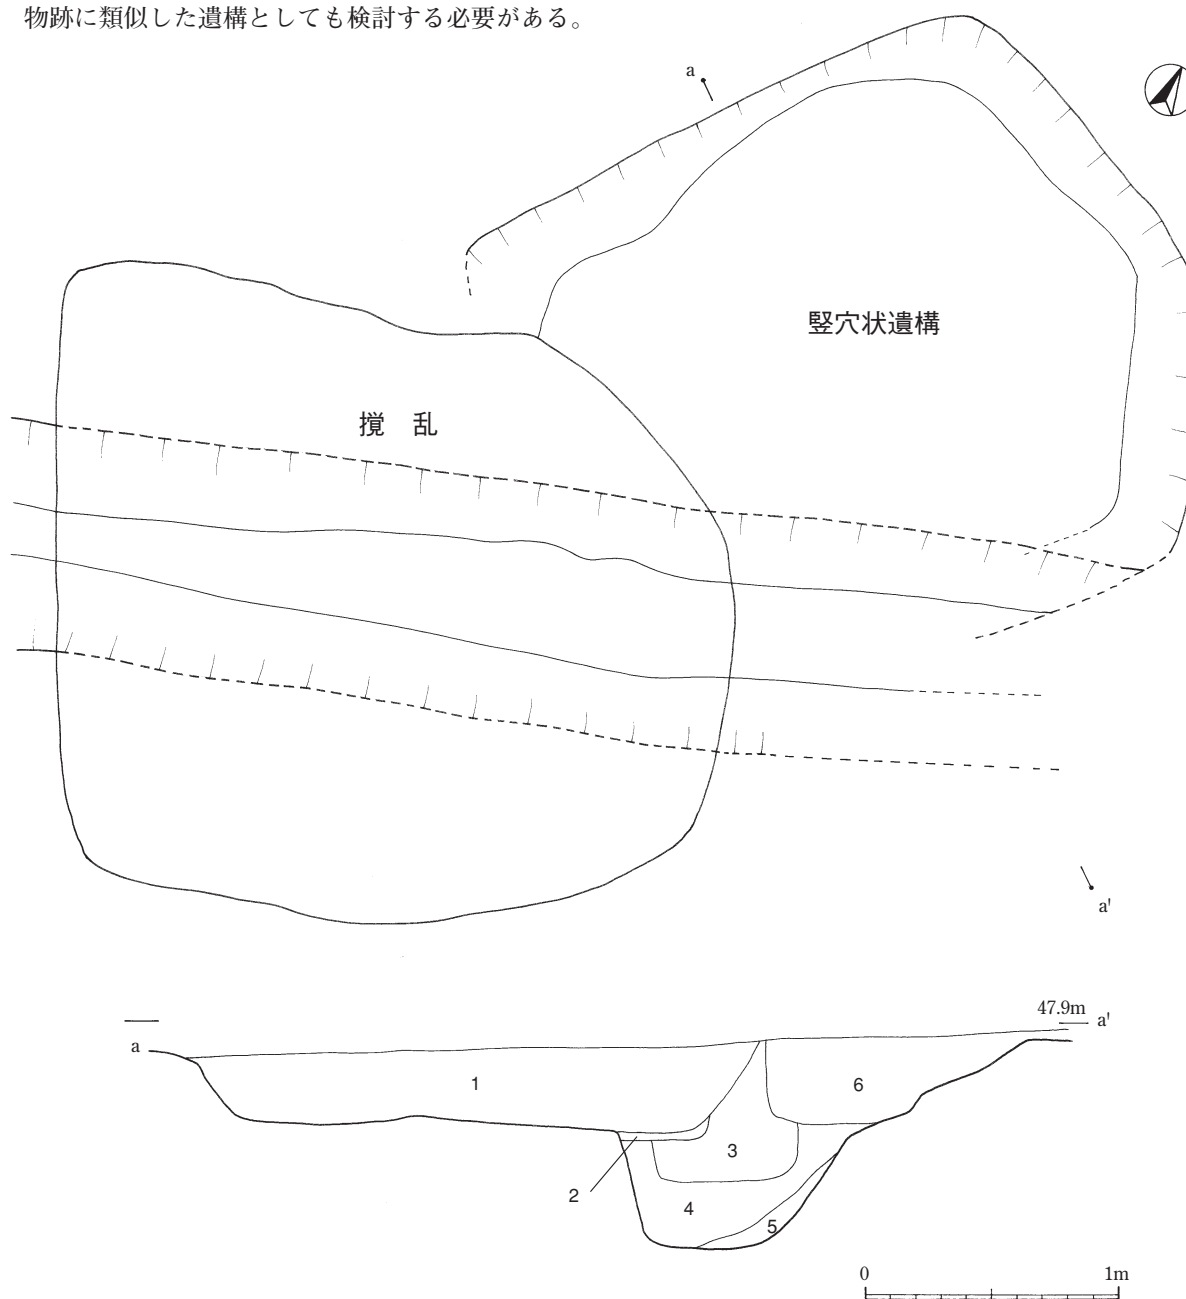 物跡に類似した遺構としても検討する必要がある。
a
竪穴状遺構
撹 乱
a'
47.9m
a a'
1
6
3
2
4
5
0 1m